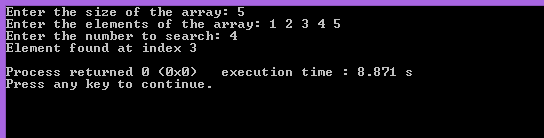 Enter the size of the array: 5
Enter the elements of the array: 1 2 3 4 5
Enter the number to search: 4
Element found at index 3
Process returned 0 (0x0)   execution time : 8.871 s
Press any key to continue.